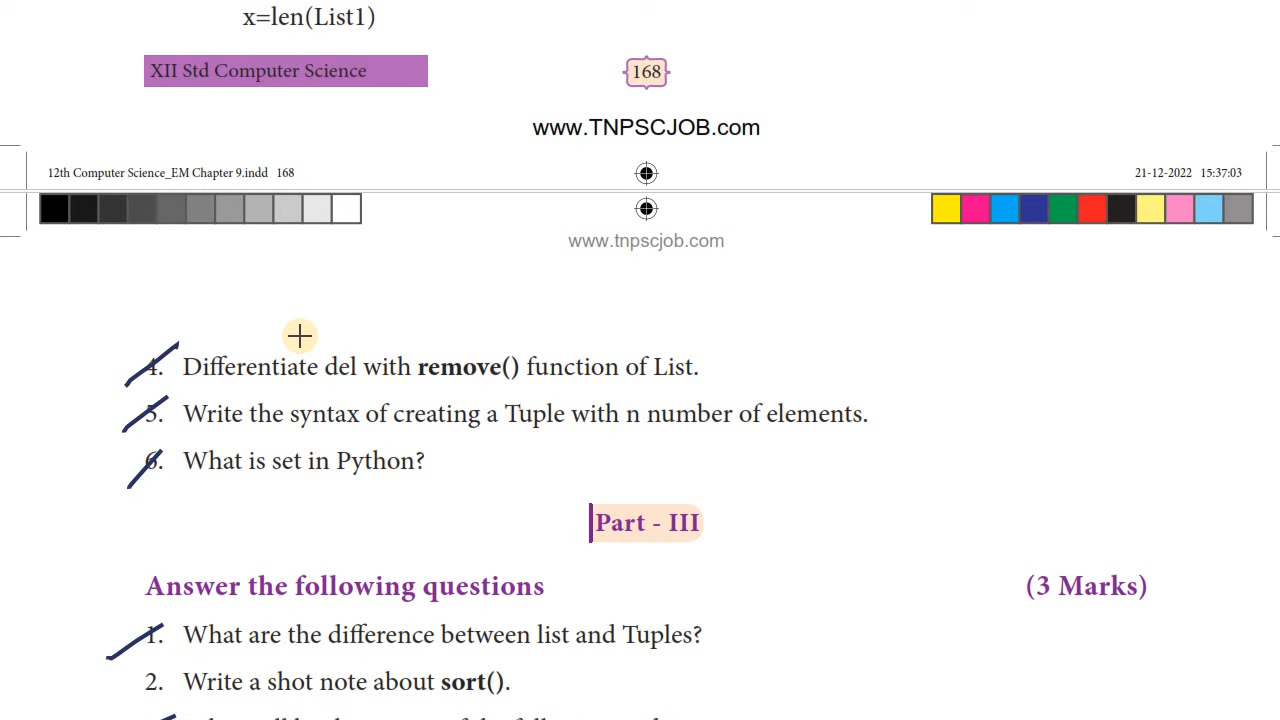 x=len(List1)
XII Std Computer Science 168
www.TNPSCJOB.com
12th Computer Science_EM Chapter 9.indd 168 21-12-2022 15:37:03
www.tnpscjob.com
4. Differentiate del with remove() function of List.
5. Write the syntax of creating a Tuple with n number of elements.
6. What is set in Python?
Part - III
Answer the following questions (3 Marks)
1. What are the difference between list and Tuples?
2. Write a shot note about sort().